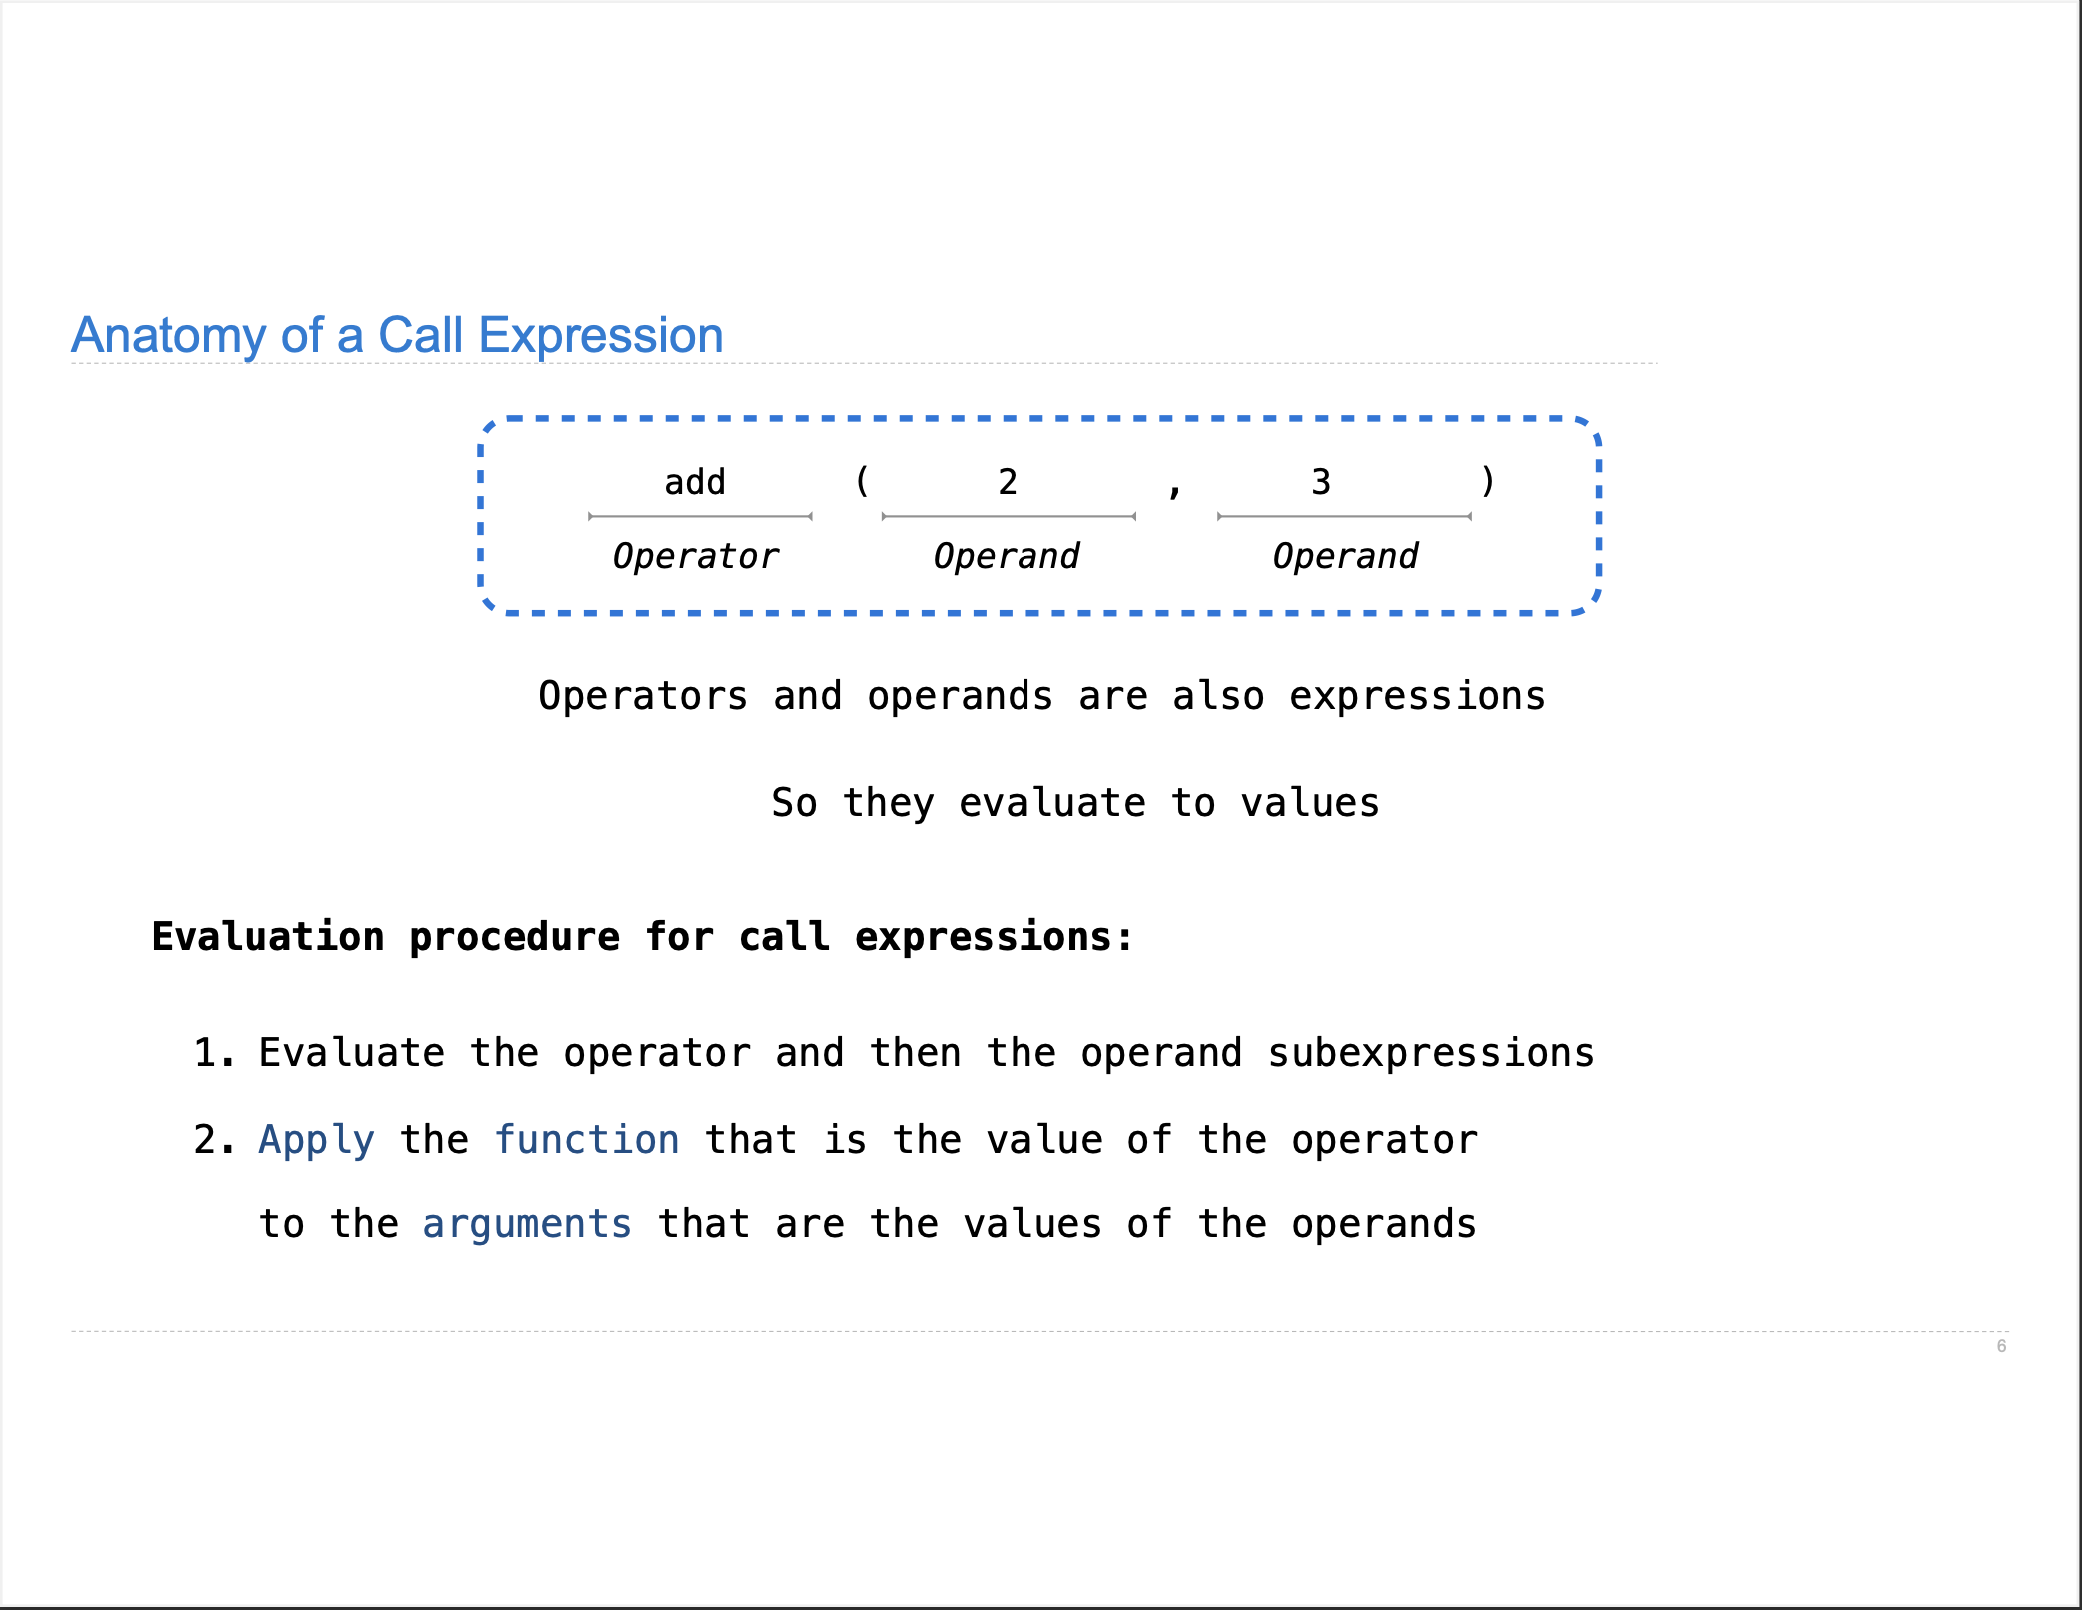 Anatomy of a Call Expression
add ( 2 , 3 )
Operator Operand Operand
Operators and operands are also expressions
So they evaluate to values
Evaluation procedure for call expressions:
1. Evaluate the operator and then the operand subexpressions
2. Apply the function that is the value of the operator
to the arguments that are the values of the operands
6